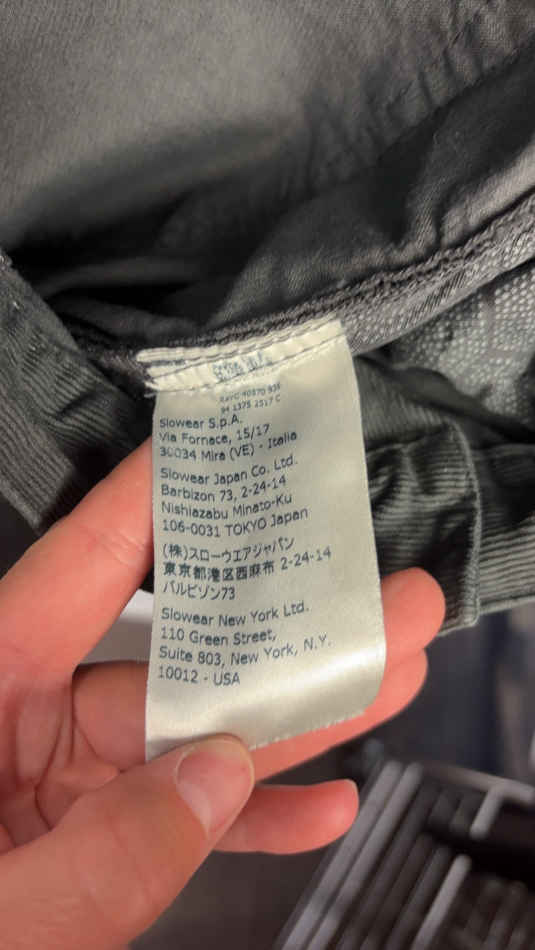 Slowear S.p.A.
Via Fornace, 15/17
30034 Mira (VE) - Italia
Slowear Japan Co. Ltd.
Barbizon 73, 2-24-14
Nishiazabu Minato-Ku
106-0031 TOKYO Japan
(株)スローウエアジャパン
東京都港区西麻布 2-24-14
バルビゾン73
Slowear New York Ltd.
110 Green Street,
Suite 803, New York, N.Y.
10012 - USA